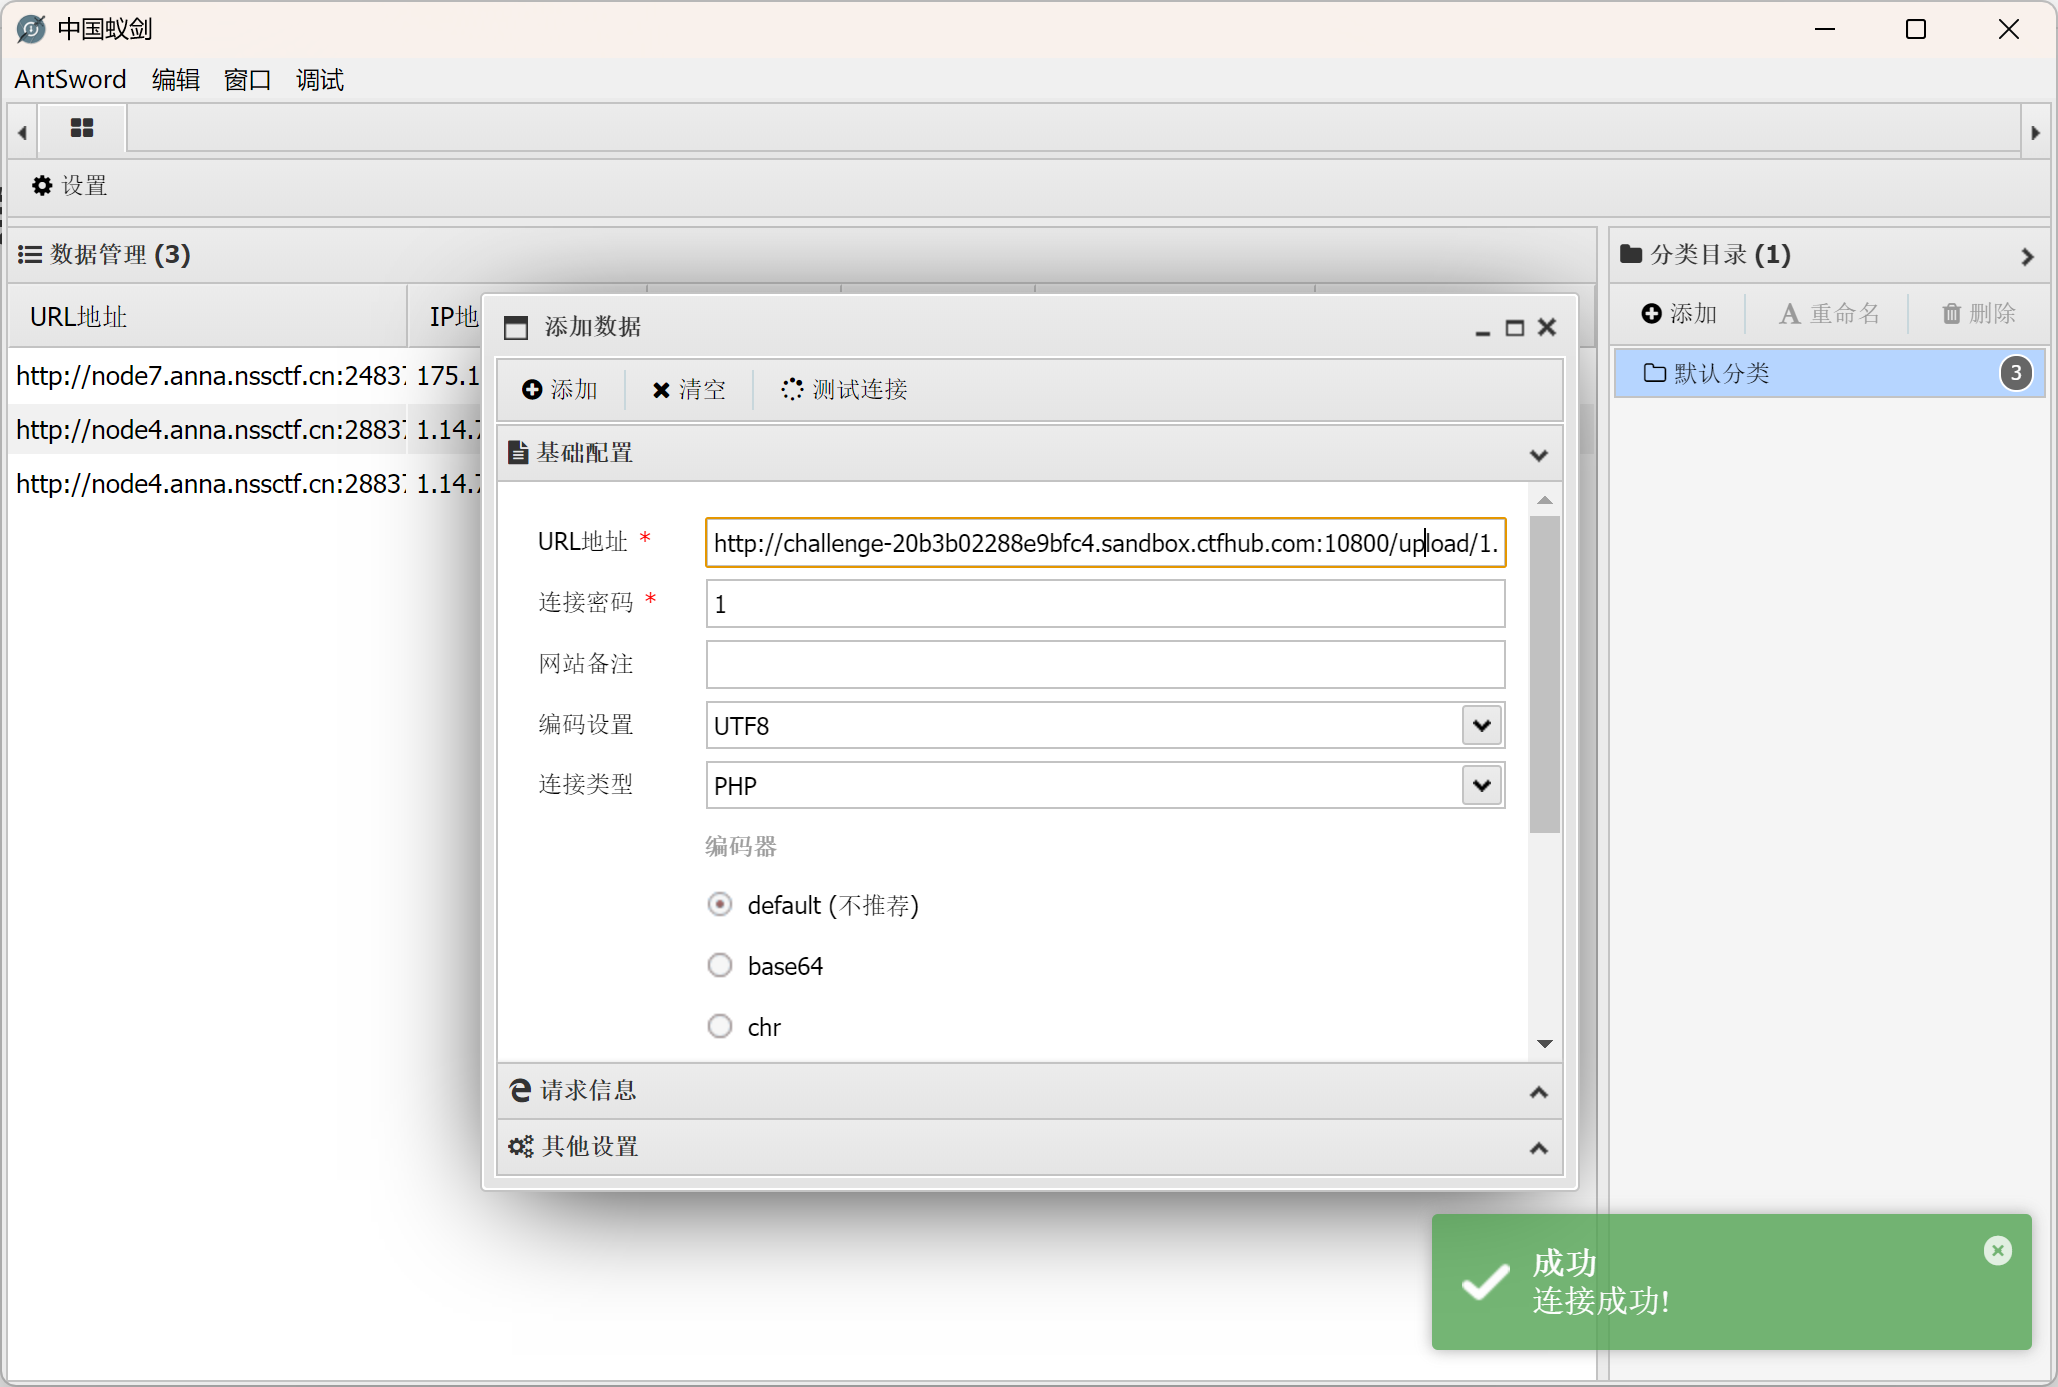 中国蚁剑
AntSword 编辑 窗口 调试
设置
数据管理 (3)
分类目录 (1)
URL地址
IP地
添加 重命名 删除
默认分类 3
http://node7.anna.nssctf.cn:24837 175.1
http://node4.anna.nssctf.cn:28837 1.14.7
http://node4.anna.nssctf.cn:28837 1.14.7
添加数据
添加 清空 测试连接
基础配置
URL地址 * http://challenge-20b3b02288e9bfc4.sandbox.ctfhub.com:10800/upload/1.
连接密码 * 1
网站备注
编码设置 UTF8
连接类型 PHP
编码器
default (不推荐)
base64
chr
请求信息
其他设置
成功
连接成功!